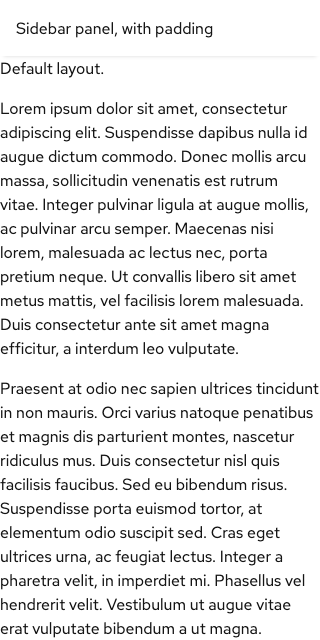 Sidebar panel, with padding
Default layout.
Lorem ipsum dolor sit amet, consectetur
adipiscing elit. Suspendisse dapibus nulla id
augue dictum commodo. Donec mollis arcu
massa, sollicitudin venenatis est rutrum
vitae. Integer pulvinar ligula at augue mollis,
ac pulvinar arcu semper. Maecenas nisi
lorem, malesuada ac lectus nec, porta
pretium neque. Ut convallis libero sit amet
metus mattis, vel facilisis lorem malesuada.
Duis consectetur ante sit amet magna
efficitur, a interdum leo vulputate.
Praesent at odio nec sapien ultrices tincidunt
in non mauris. Orci varius natoque penatibus
et magnis dis parturient montes, nascetur
ridiculus mus. Duis consectetur nisl quis
facilisis faucibus. Sed eu bibendum risus.
Suspendisse porta euismod tortor, at
elementum odio suscipit sed. Cras eget
ultrices urna, ac feugiat lectus. Integer a
pharetra velit, in imperdiet mi. Phasellus vel
hendrerit velit. Vestibulum ut augue vitae
erat vulputate bibendum a ut magna.